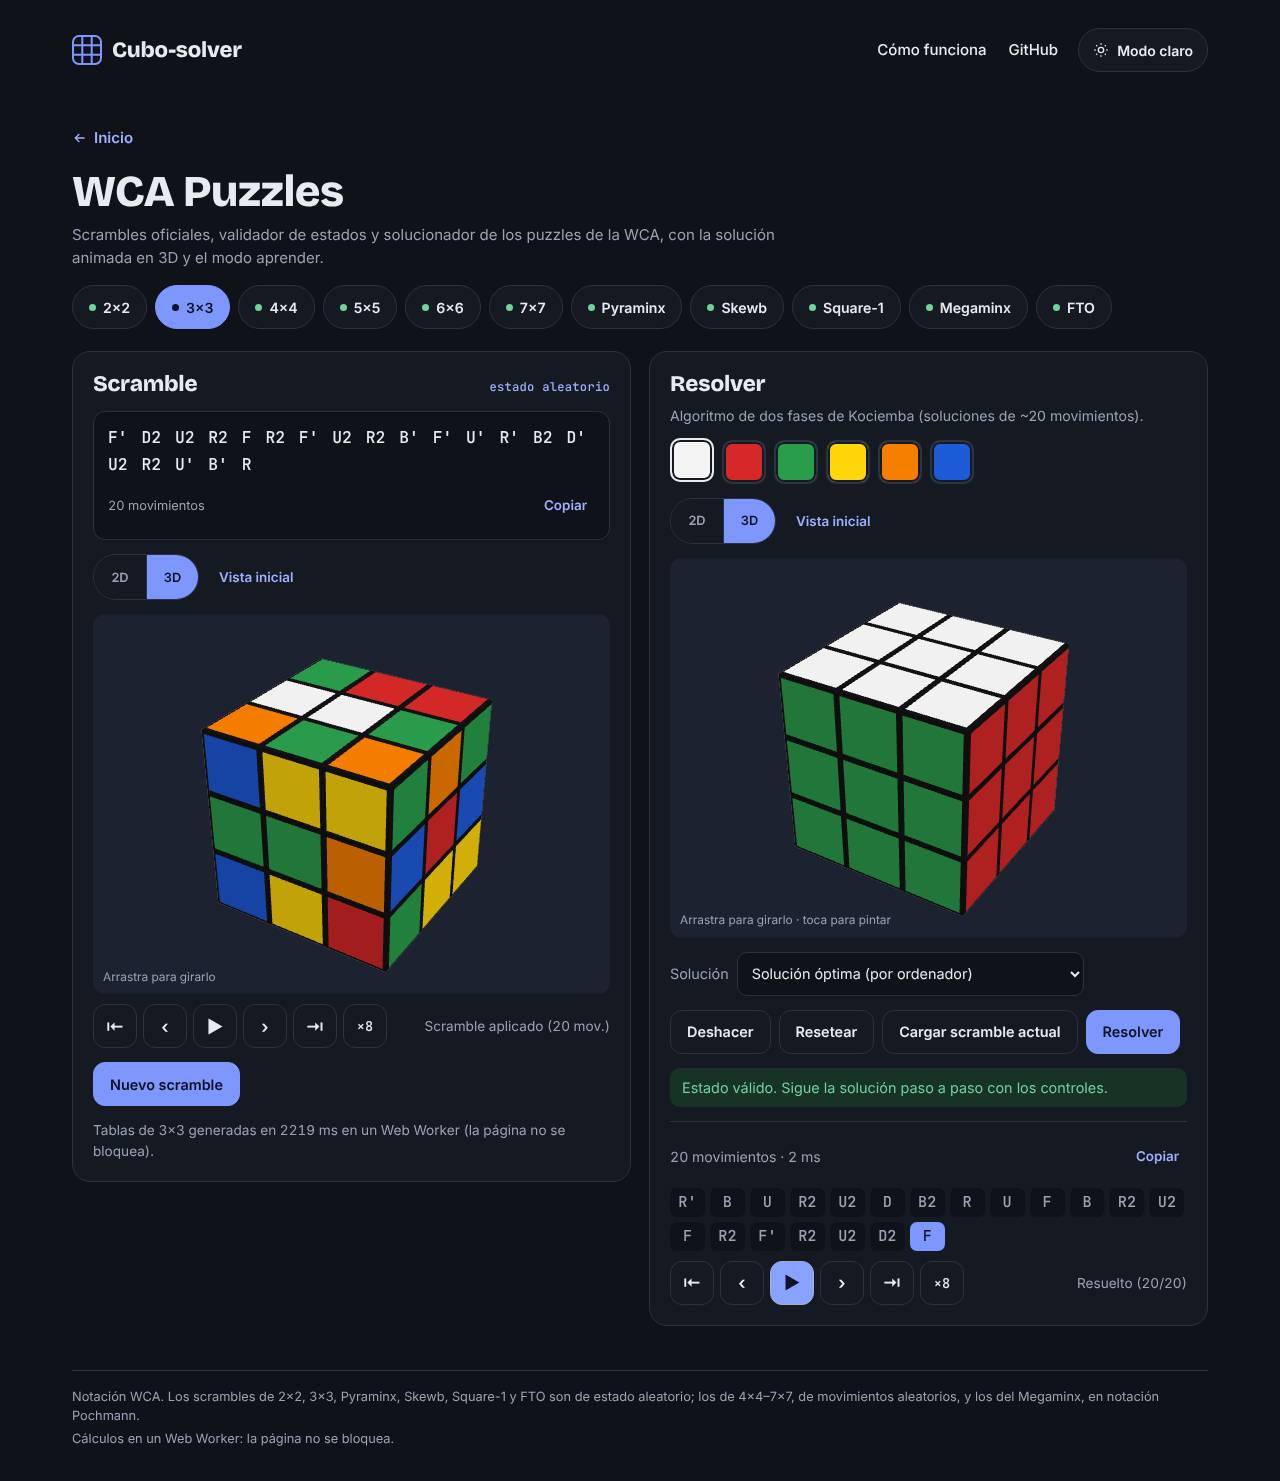 Cubo-solver
Cómo funciona
GitHub
Modo claro
← Inicio
WCA Puzzles
Scrambles oficiales, validador de estados y solucionador de los puzzles de la WCA, con la solución
animada en 3D y el modo aprender.
2×2
3×3
4×4
5×5
6×6
7×7
Pyraminx
Skewb
Square-1
Megaminx
FTO
Scramble
estado aleatorio
F' D2 U2 R2 F R2 F' U2 R2 B' F' U' R' B2 D'
U2 R2 U' B' R
20 movimientos
Copiar
2D
3D
Vista inicial
Arrastra para girarlo
×8
Scramble aplicado (20 mov.)
Nuevo scramble
Tablas de 3×3 generadas en 2219 ms en un Web Worker (la página no se
bloquea).
Resolver
Algoritmo de dos fases de Kociemba (soluciones de ~20 movimientos).
2D
3D
Vista inicial
Arrastra para girarlo · toca para pintar
Solución
Solución óptima (por ordenador)
Deshacer
Resetear
Cargar scramble actual
Resolver
Estado válido. Sigue la solución paso a paso con los controles.
20 movimientos · 2 ms
Copiar
R' B U R2 U2 D B2 R U F B R2 U2
F R2 F' R2 U2 D2 F
×8
Resuelto (20/20)
Notación WCA. Los scrambles de 2×2, 3×3, Pyraminx, Skewb, Square-1 y FTO son de estado aleatorio; los de 4×4–7×7, de movimientos aleatorios, y los del Megaminx, en notación
Pochmann.
Cálculos en un Web Worker: la página no se bloquea.